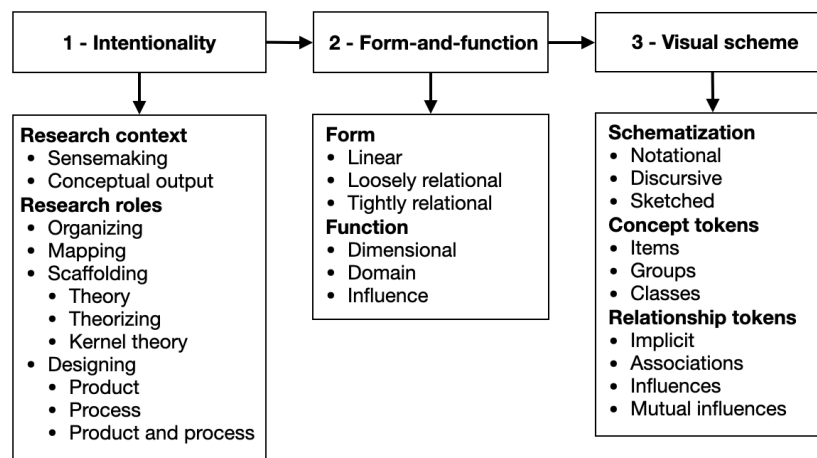 1 - Intentionality
2 - Form-and-function
3 - Visual scheme
Research context
• Sensemaking
• Conceptual output
Research roles
• Organizing
• Mapping
• Scaffolding
• Theory
• Theorizing
• Kernel theory
• Designing
• Product
• Process
• Product and process
Form
• Linear
• Loosely relational
• Tightly relational
Function
• Dimensional
• Domain
• Influence
Schematization
• Notational
• Discursive
• Sketched
Concept tokens
• Items
• Groups
• Classes
Relationship tokens
• Implicit
• Associations
• Influences
• Mutual influences